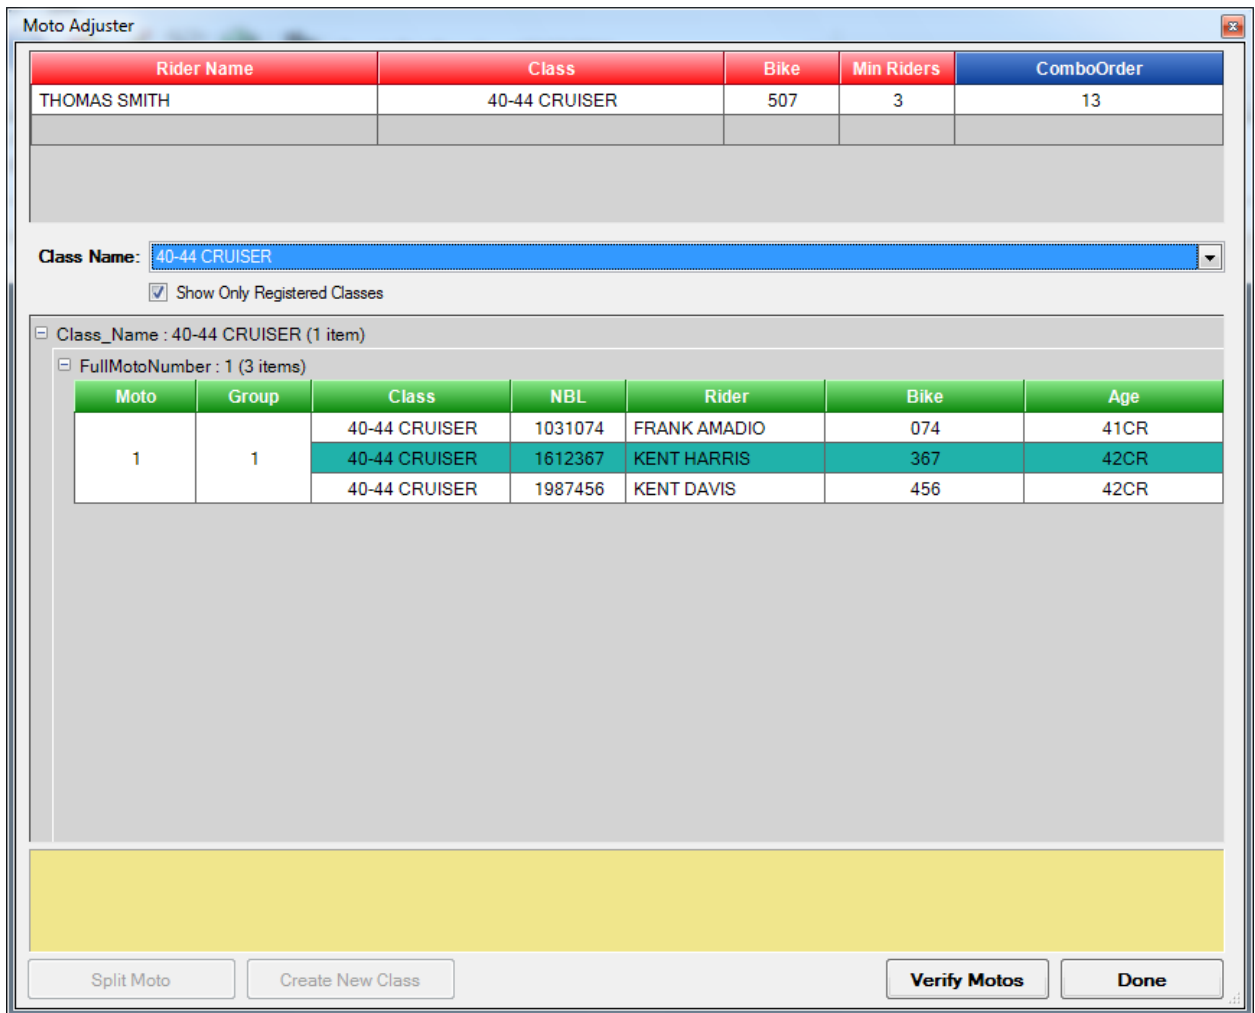 Moto Adjuster
Rider Name Class Bike Min Riders ComboOrder
THOMAS SMITH 40-44 CRUISER 507 3 13
Class Name: 40-44 CRUISER
Show Only Registered Classes
Class_Name : 40-44 CRUISER (1 item)
FullMotoNumber : 1 (3 items)
Moto Group Class NBL Rider Bike Age
40-44 CRUISER 1031074 FRANK AMADIO 074 41CR
1 1 40-44 CRUISER 1612367 KENT HARRIS 367 42CR
40-44 CRUISER 1987456 KENT DAVIS 456 42CR
Split Moto Create New Class Verify Motos Done